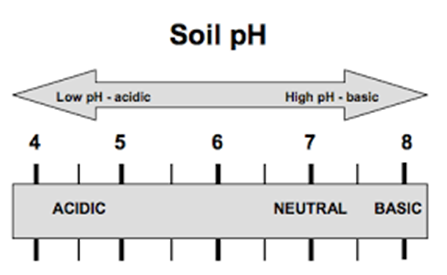 Soil pH
Low pH - acidic High pH - basic
4 5 6 7 8
ACIDIC NEUTRAL BASIC